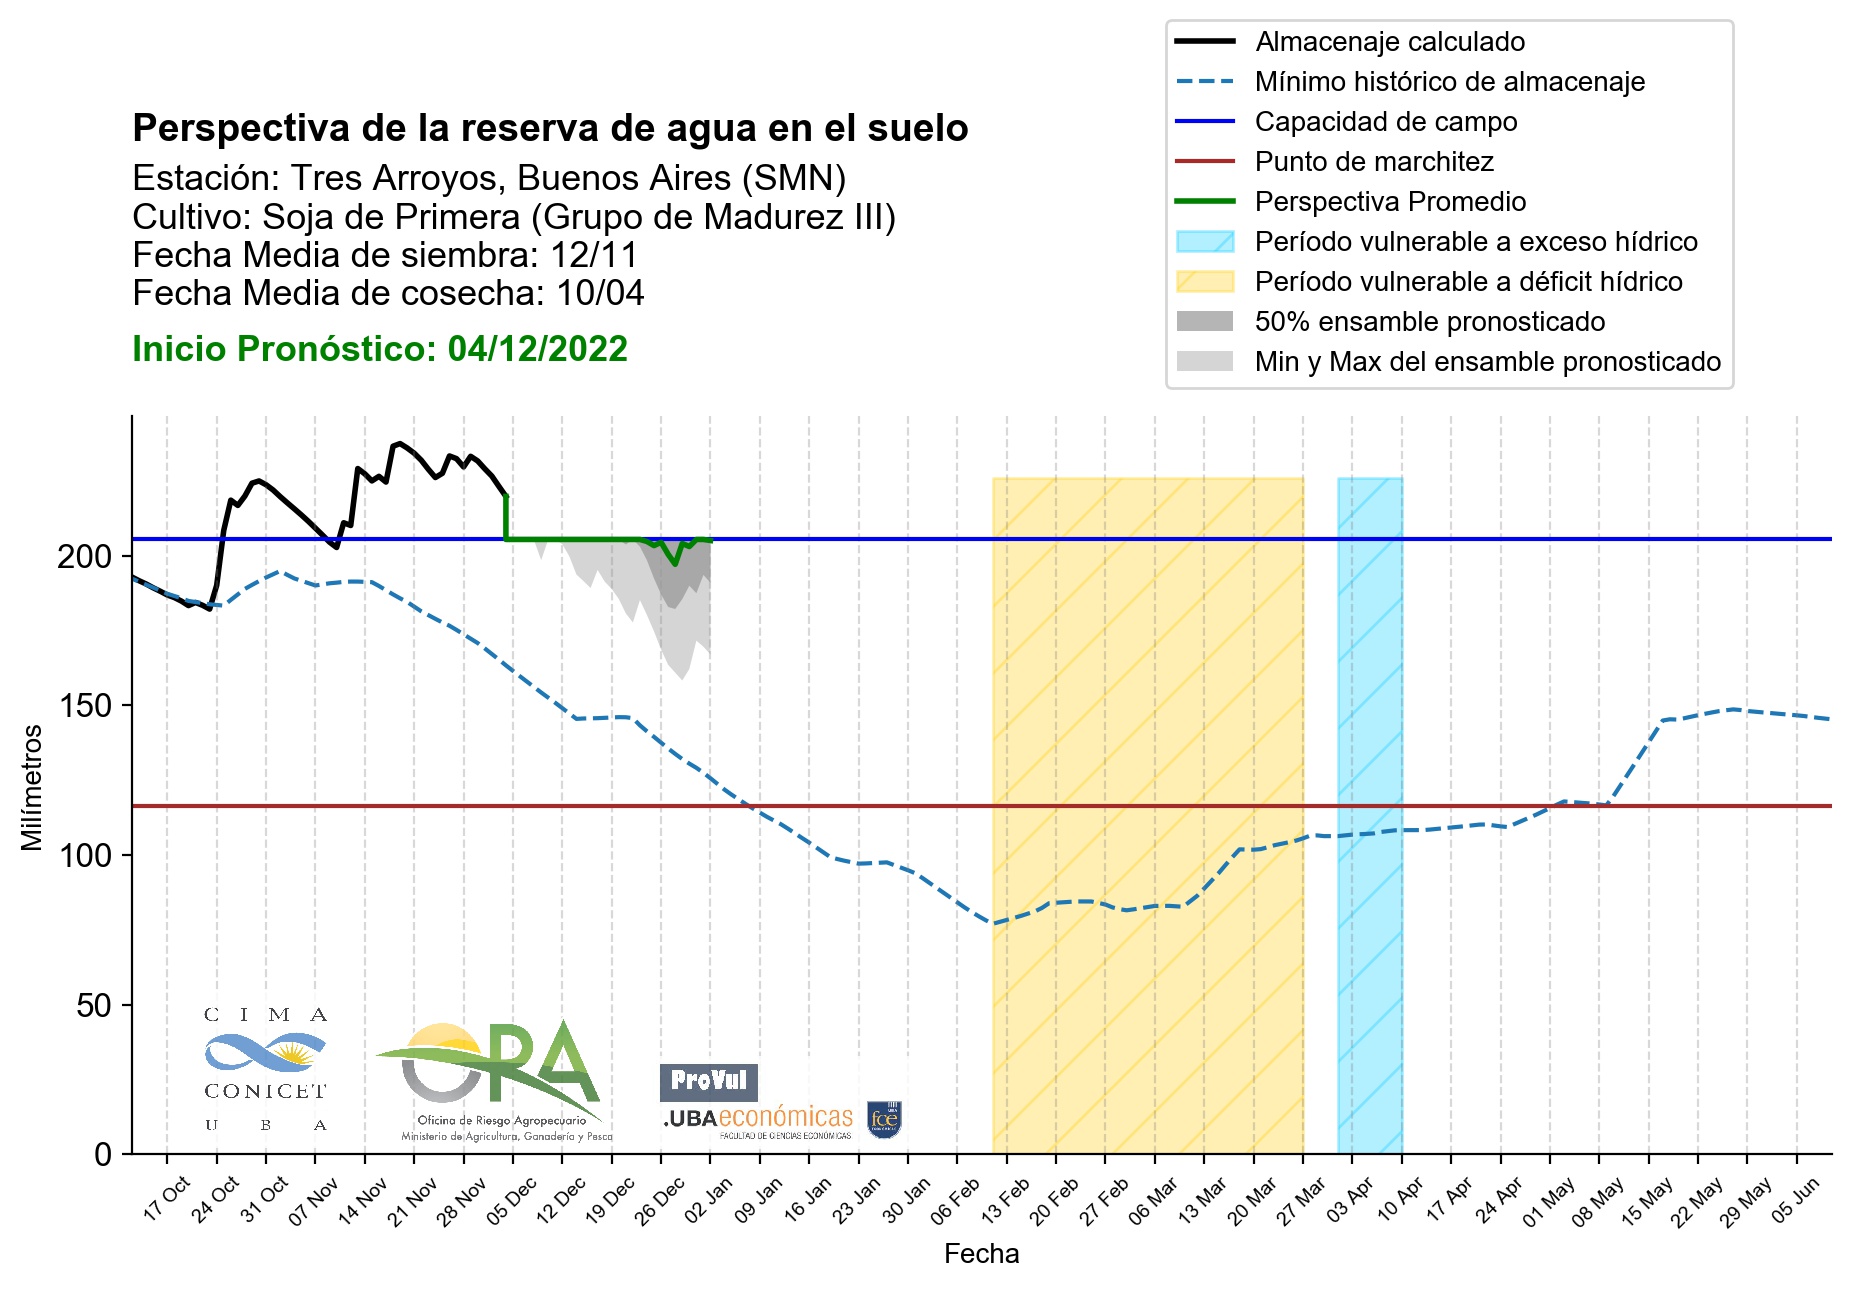 Almacenaje calculado
Mínimo histórico de almacenaje
Capacidad de campo
Punto de marchitez
Perspectiva Promedio
Período vulnerable a exceso hídrico
Período vulnerable a déficit hídrico
50% ensamble pronosticado
Min y Max del ensamble pronosticado
Perspectiva de la reserva de agua en el suelo
Estación: Tres Arroyos, Buenos Aires (SMN)
Cultivo: Soja de Primera (Grupo de Madurez III)
Fecha Media de siembra: 12/11
Fecha Media de cosecha: 10/04
Inicio Pronóstico: 04/12/2022
Milímetros
200
150
100
50
0
CIMA
CONICET
UBA
ORA
Oficina de Riesgo Agropecuario
Ministerio de Agricultura, Ganadería y Pesca
ProVul
.UBAeconómicas
FACULTAD DE CIENCIAS ECONÓMICAS
UBA
fce
17 Oct
24 Oct
31 Oct
07 Nov
14 Nov
21 Nov
28 Nov
05 Dec
12 Dec
19 Dec
26 Dec
02 Jan
09 Jan
16 Jan
23 Jan
30 Jan
06 Feb
13 Feb
20 Feb
27 Feb
06 Mar
13 Mar
20 Mar
27 Mar
03 Apr
10 Apr
17 Apr
24 Apr
01 May
08 May
15 May
22 May
29 May
05 Jun
Fecha